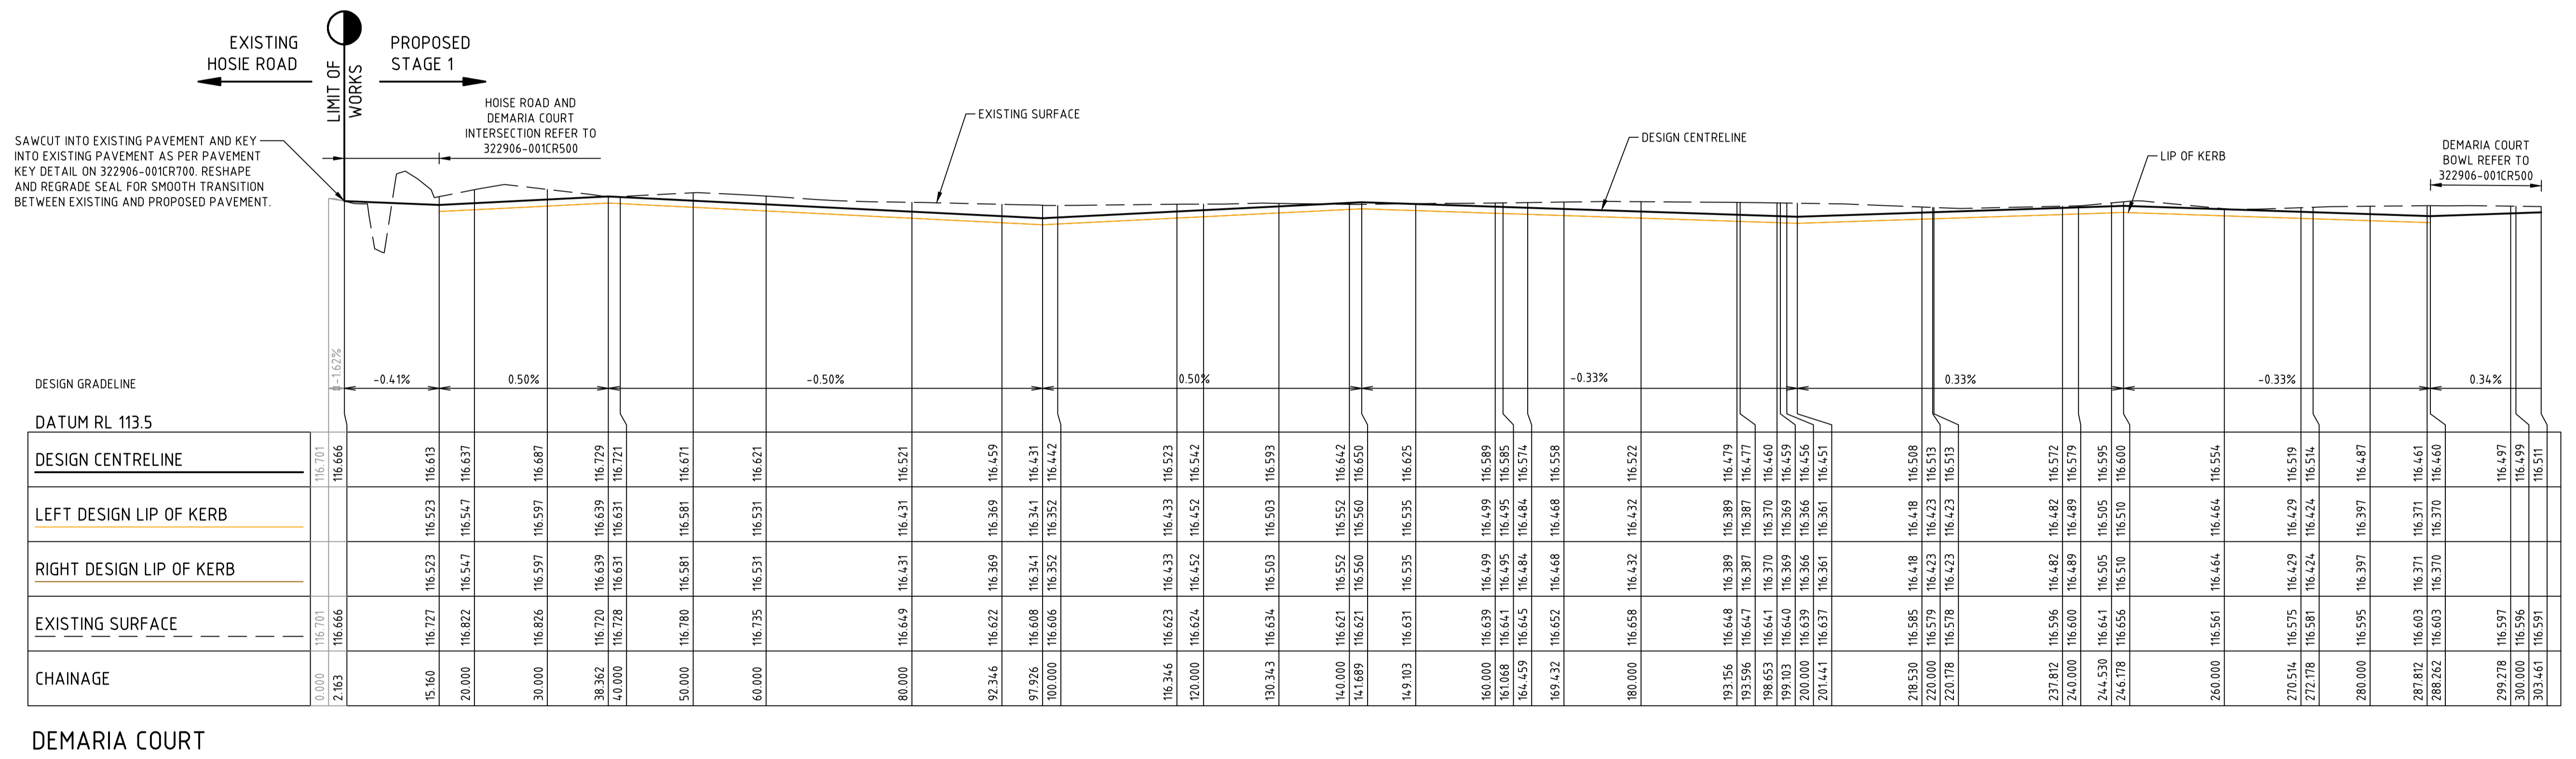 EXISTING
HOSIE ROAD
PROPOSED
STAGE 1
LIMIT OF
WORKS
SAWCUT INTO EXISTING PAVEMENT AND KEY
INTO EXISTING PAVEMENT AS PER PAVEMENT
KEY DETAIL ON 322906-001CR700. RESHAPE
AND REGRADE SEAL FOR SMOOTH TRANSITION
BETWEEN EXISTING AND PROPOSED PAVEMENT.
HOISE ROAD AND
DEMARIA COURT
INTERSECTION REFER TO
322906-001CR500
EXISTING SURFACE
DESIGN CENTRELINE
LIP OF KERB
DEMARIA COURT
BOWL REFER TO
322906-001CR500
DESIGN GRADELINE -1.62% -0.41% 0.50% -0.50% 0.50% -0.33% 0.33% -0.33% 0.34%
DATUM RL 113.5
DESIGN CENTRELINE 116.701 116.666 116.613 116.637 116.687 116.729 116.721 116.671 116.621 116.521 116.459 116.431 116.442 116.523 116.542 116.593 116.642 116.650 116.625 116.589 116.585 116.574 116.558 116.522 116.479 116.477 116.460 116.459 116.456 116.451 116.508 116.513 116.513 116.572 116.579 116.595 116.600 116.554 116.519 116.514 116.487 116.461 116.460 116.497 116.499 116.511
LEFT DESIGN LIP OF KERB 116.523 116.547 116.597 116.639 116.631 116.581 116.531 116.431 116.369 116.341 116.352 116.433 116.452 116.503 116.552 116.560 116.535 116.499 116.495 116.484 116.468 116.432 116.389 116.387 116.370 116.369 116.366 116.361 116.418 116.423 116.423 116.482 116.489 116.505 116.510 116.464 116.429 116.424 116.397 116.371 116.370
RIGHT DESIGN LIP OF KERB 116.523 116.547 116.597 116.639 116.631 116.581 116.531 116.431 116.369 116.341 116.352 116.433 116.452 116.503 116.552 116.560 116.535 116.499 116.495 116.484 116.468 116.432 116.389 116.387 116.370 116.369 116.366 116.361 116.418 116.423 116.423 116.482 116.489 116.505 116.510 116.464 116.429 116.424 116.397 116.371 116.370
EXISTING SURFACE 116.701 116.666 116.727 116.822 116.826 116.720 116.728 116.780 116.735 116.649 116.622 116.608 116.606 116.623 116.624 116.634 116.621 116.621 116.631 116.639 116.641 116.645 116.652 116.658 116.648 116.647 116.641 116.640 116.639 116.637 116.585 116.579 116.578 116.596 116.600 116.641 116.656 116.561 116.575 116.581 116.595 116.603 116.603 116.597 116.596 116.591
CHAINAGE 0.000 2.163 15.160 20.000 30.000 38.362 40.000 50.000 60.000 80.000 92.346 97.926 100.000 116.346 120.000 130.343 140.000 141.689 149.103 160.000 161.068 164.459 169.432 180.000 193.156 193.596 198.653 199.103 200.000 201.441 218.530 220.000 220.178 237.812 240.000 244.530 246.178 260.000 270.514 272.178 280.000 287.812 288.262 299.278 300.000 303.461
DEMARIA COURT